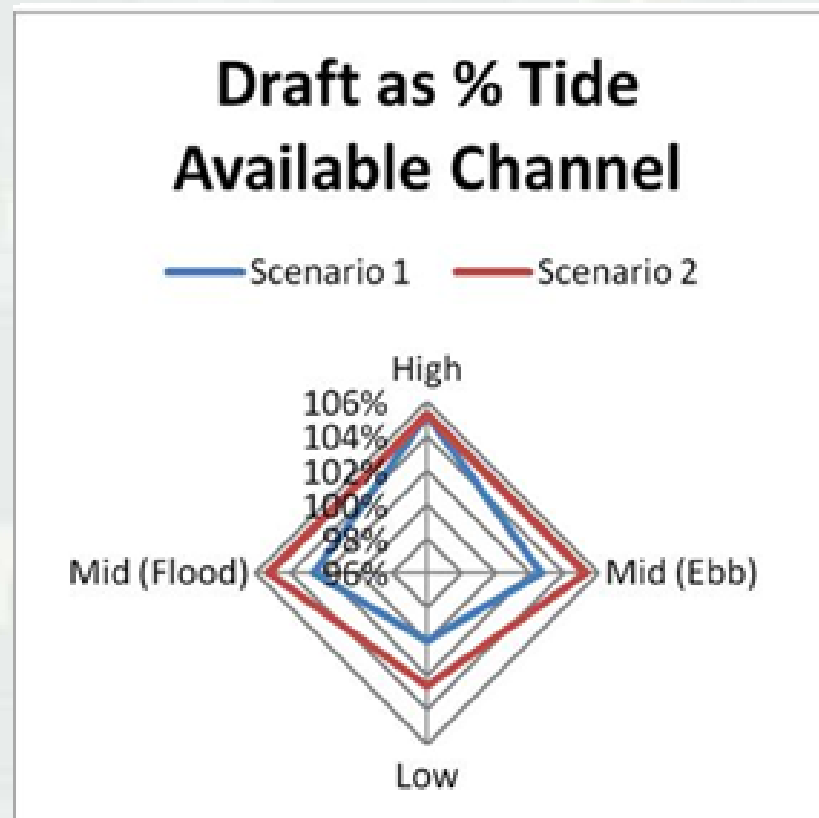 Draft as % Tide
Available Channel
Scenario 1
Scenario 2
High
106%
104%
102%
100%
98%
96%
Mid (Flood)
Mid (Ebb)
Low